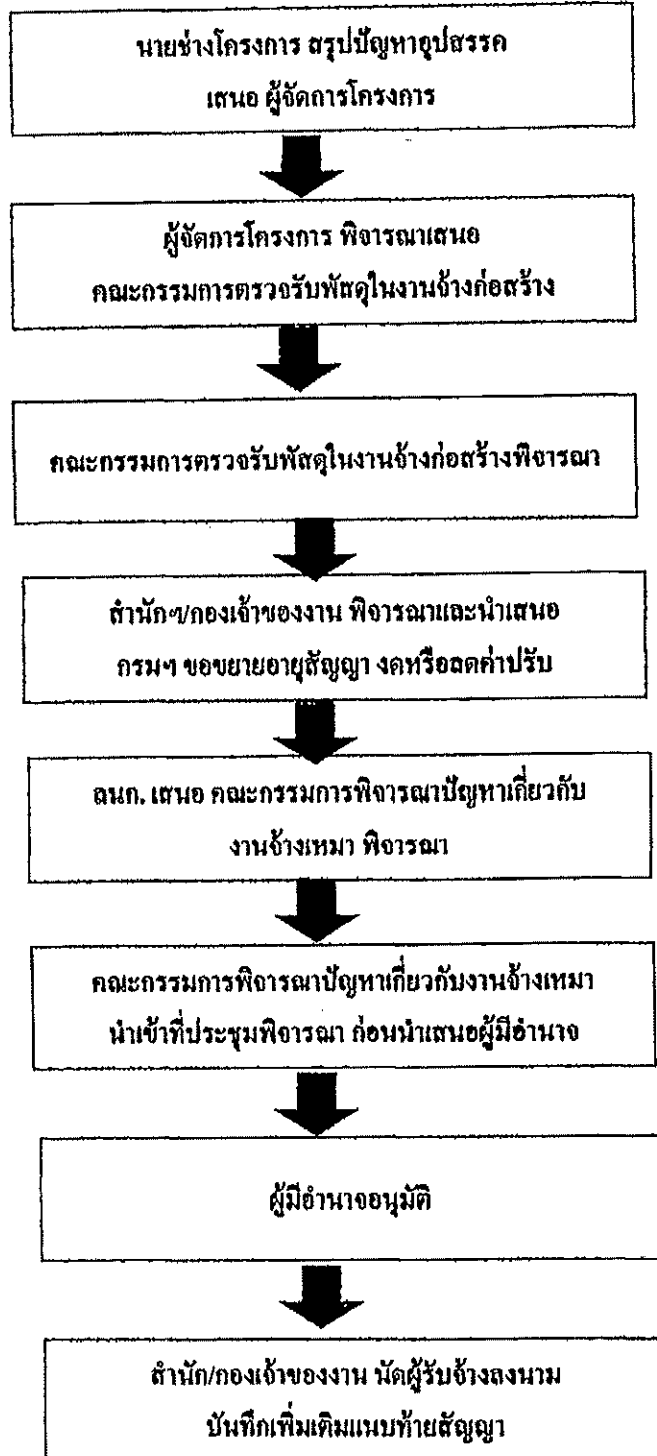 นายช่างโครงการ สรุปปัญหาอุปสรรค
เสนอ ผู้จัดการโครงการ
ผู้จัดการโครงการ พิจารณาเสนอ
คณะกรรมการตรวจรับพัสดุในงานจ้างก่อสร้าง
คณะกรรมการตรวจรับพัสดุในงานจ้างก่อสร้างพิจารณา
สำนักฯ/กองเจ้าของงาน พิจารณาและนำเสนอ
กรมฯ ขอขยายอายุสัญญา งดหรือลดค่าปรับ
ลนก. เสนอ คณะกรรมการพิจารณาปัญหาเกี่ยวกับ
งานจ้างเหมา พิจารณา
คณะกรรมการพิจารณาปัญหาเกี่ยวกับงานจ้างเหมา
นำเข้าที่ประชุมพิจารณา ก่อนนำเสนอผู้มีอำนาจ
ผู้มีอำนาจอนุมัติ
สำนัก/กองเจ้าของงาน นัดผู้รับจ้างลงนาม
บันทึกเพิ่มเติมแนบท้ายสัญญา